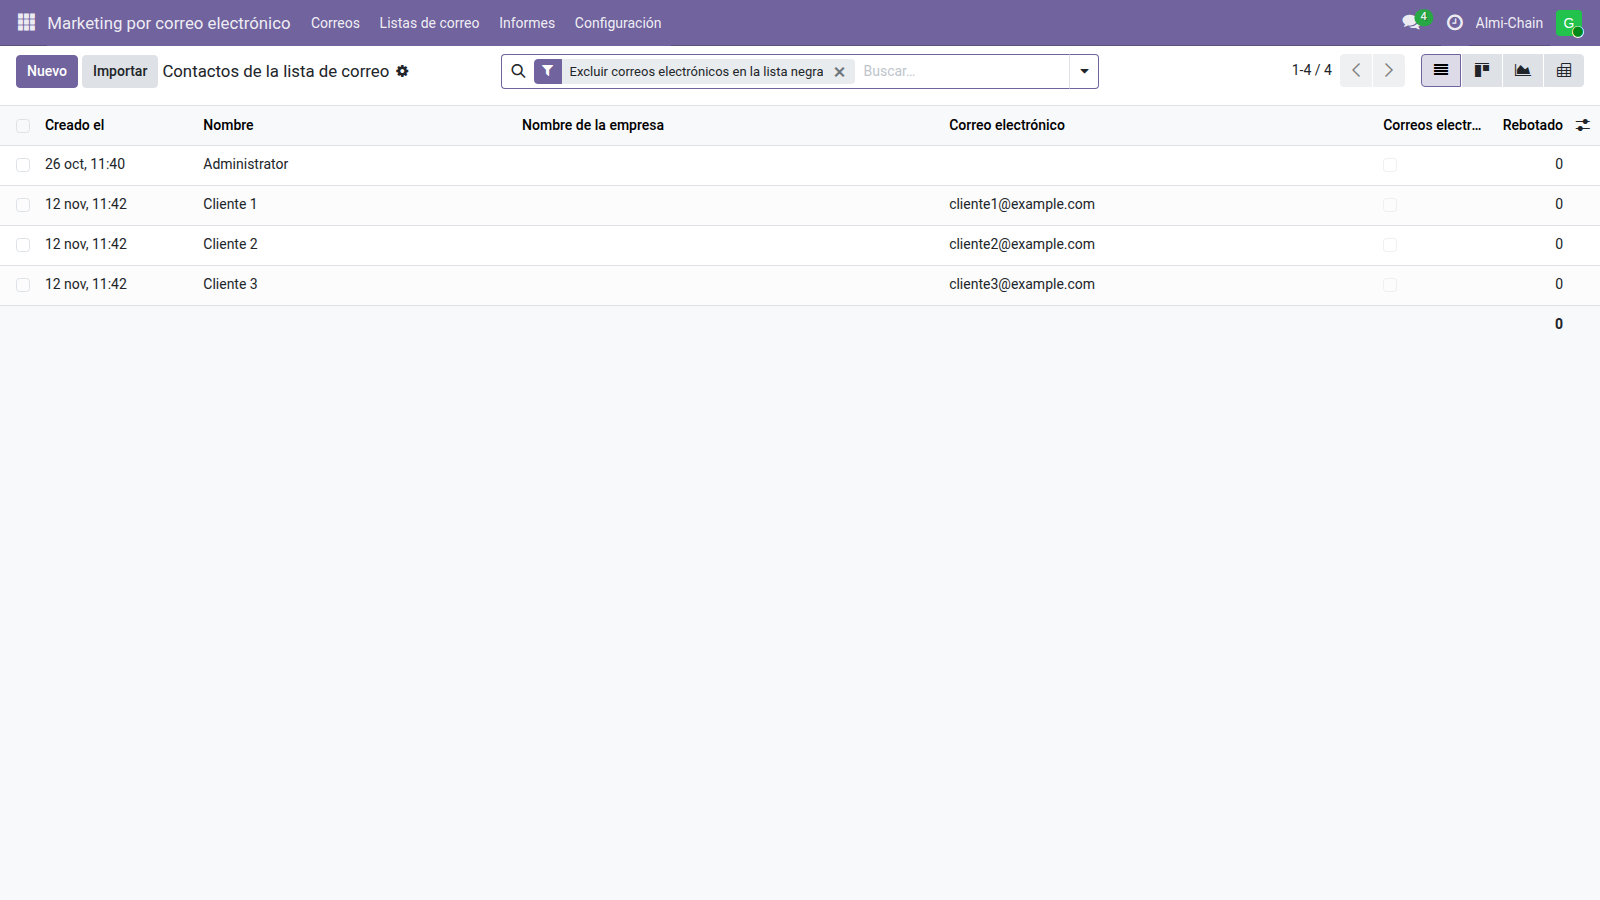 Marketing por correo electrónico Correos Listas de correo Informes Configuración 4 Almi-Chain G
Nuevo Importar Contactos de la lista de correo Excluir correos electrónicos en la lista negra Buscar... 1-4 / 4
Creado el Nombre Nombre de la empresa Correo electrónico Correos electr... Rebotado
26 oct, 11:40 Administrator 0
12 nov, 11:42 Cliente 1 cliente1@example.com 0
12 nov, 11:42 Cliente 2 cliente2@example.com 0
12 nov, 11:42 Cliente 3 cliente3@example.com 0
0